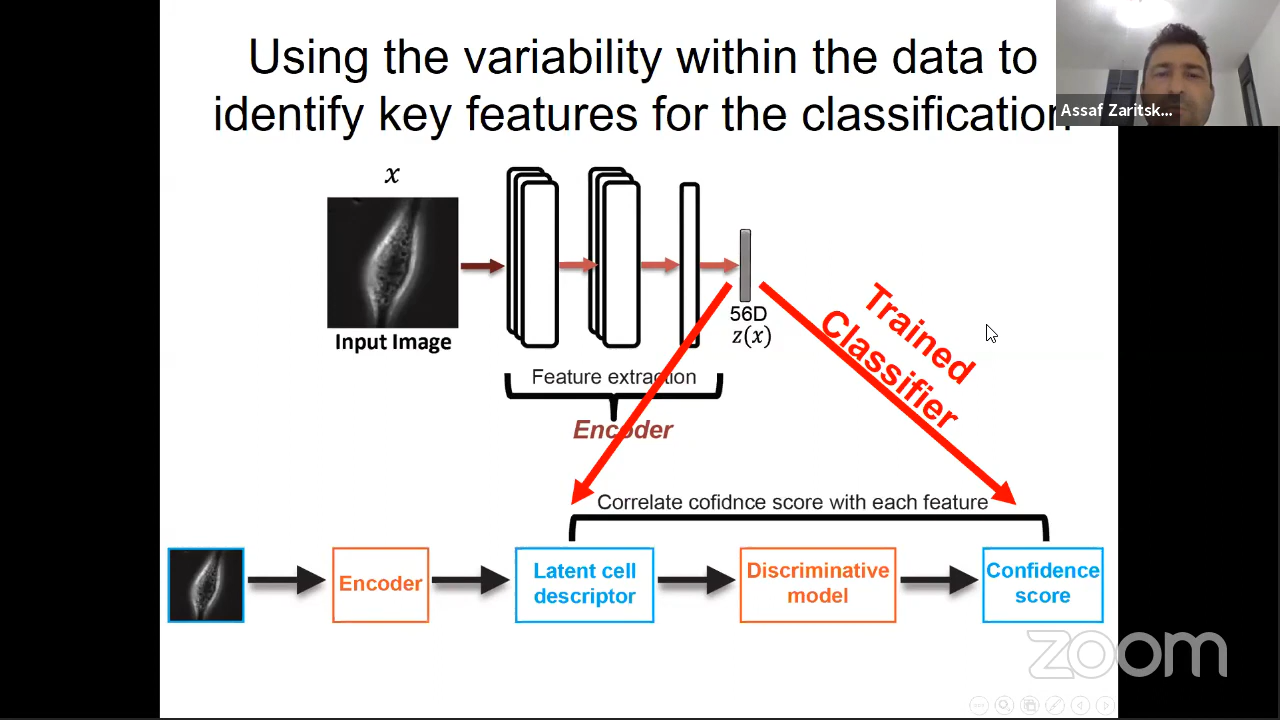 Using the variability within the data to
identify key features for the classification
Assaf Zaritsk...
x
Input Image
56D
z(x)
Feature extraction
Encoder
Trained
Classifier
Correlate cofidnce score with each feature
Encoder
Latent cell
descriptor
Discriminative
model
Confidence
score
zoom